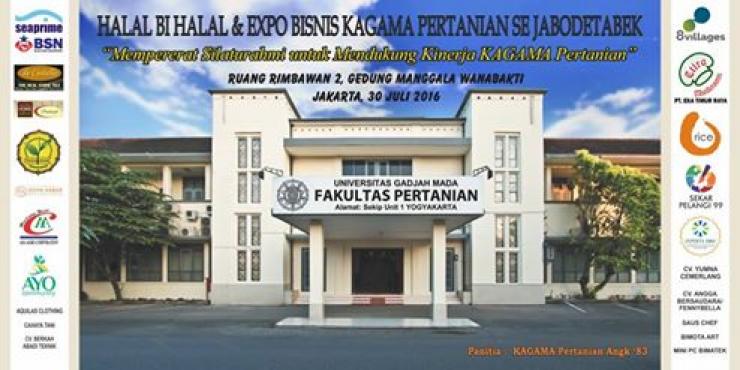 HALAL BI HALAL & EXPO BISNIS KAGAMA PERTANIAN SE JABODETABEK
"Mempererat Silaturahmi untuk Mendukung Kinerja KAGAMA Pertanian"
RUANG RIMBAWAN 2, GEDUNG MANGGALA WANABAKTI
JAKARTA, 30 JULI 2016
UNIVERSITAS GADJAH MADA
FAKULTAS PERTANIAN
Alamat: Sekip Unit 1 YOGYAKARTA
Panitia : KAGAMA Pertanian Angk '83
seaprime
BSN
AYO
AQUILAS CLOTHING
CAHAYA TANI
CV. BERKAH
ABADI TEKNIK
8villages
PT. EKA TIMUR RAYA
rice
SEKAR
PELANGI 99
CV. YUMNA
CEMERLANG
CV. ANGGA
BERSAUDARA/
FENNYBELLA
SAUS CHEF
BIMOTA ART
MINI PC BIMATEK